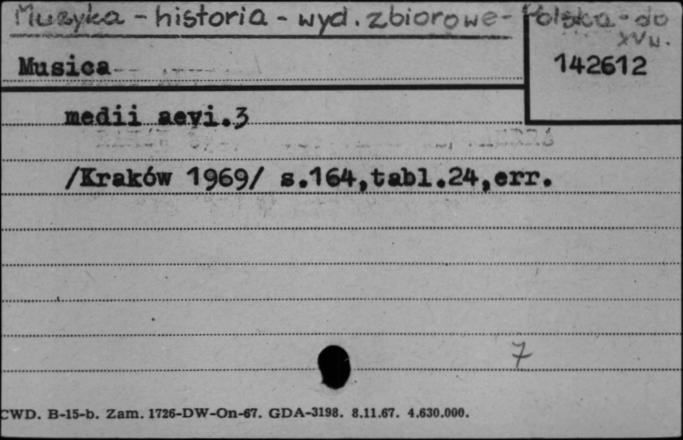 Muzyka - historia - wyd. zbiorowe - Polska - do
XV w.
Musica
142612
medii aevi.3
/Kraków 1969/ s.164,tabl.24,err.
7
CWD. B-15-b. Zam. 1726-DW-On-67. GDA-3198. 8.11.67. 4.630.000.